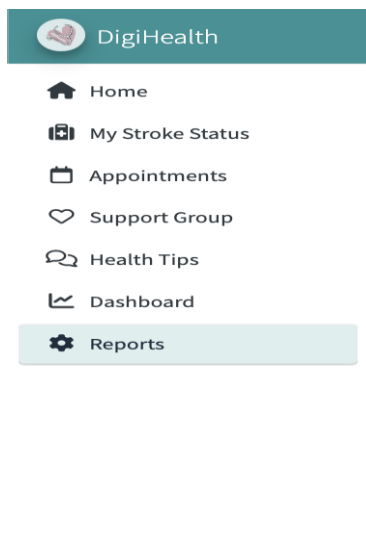 DigiHealth
Home
My Stroke Status
Appointments
Support Group
Health Tips
Dashboard
Reports